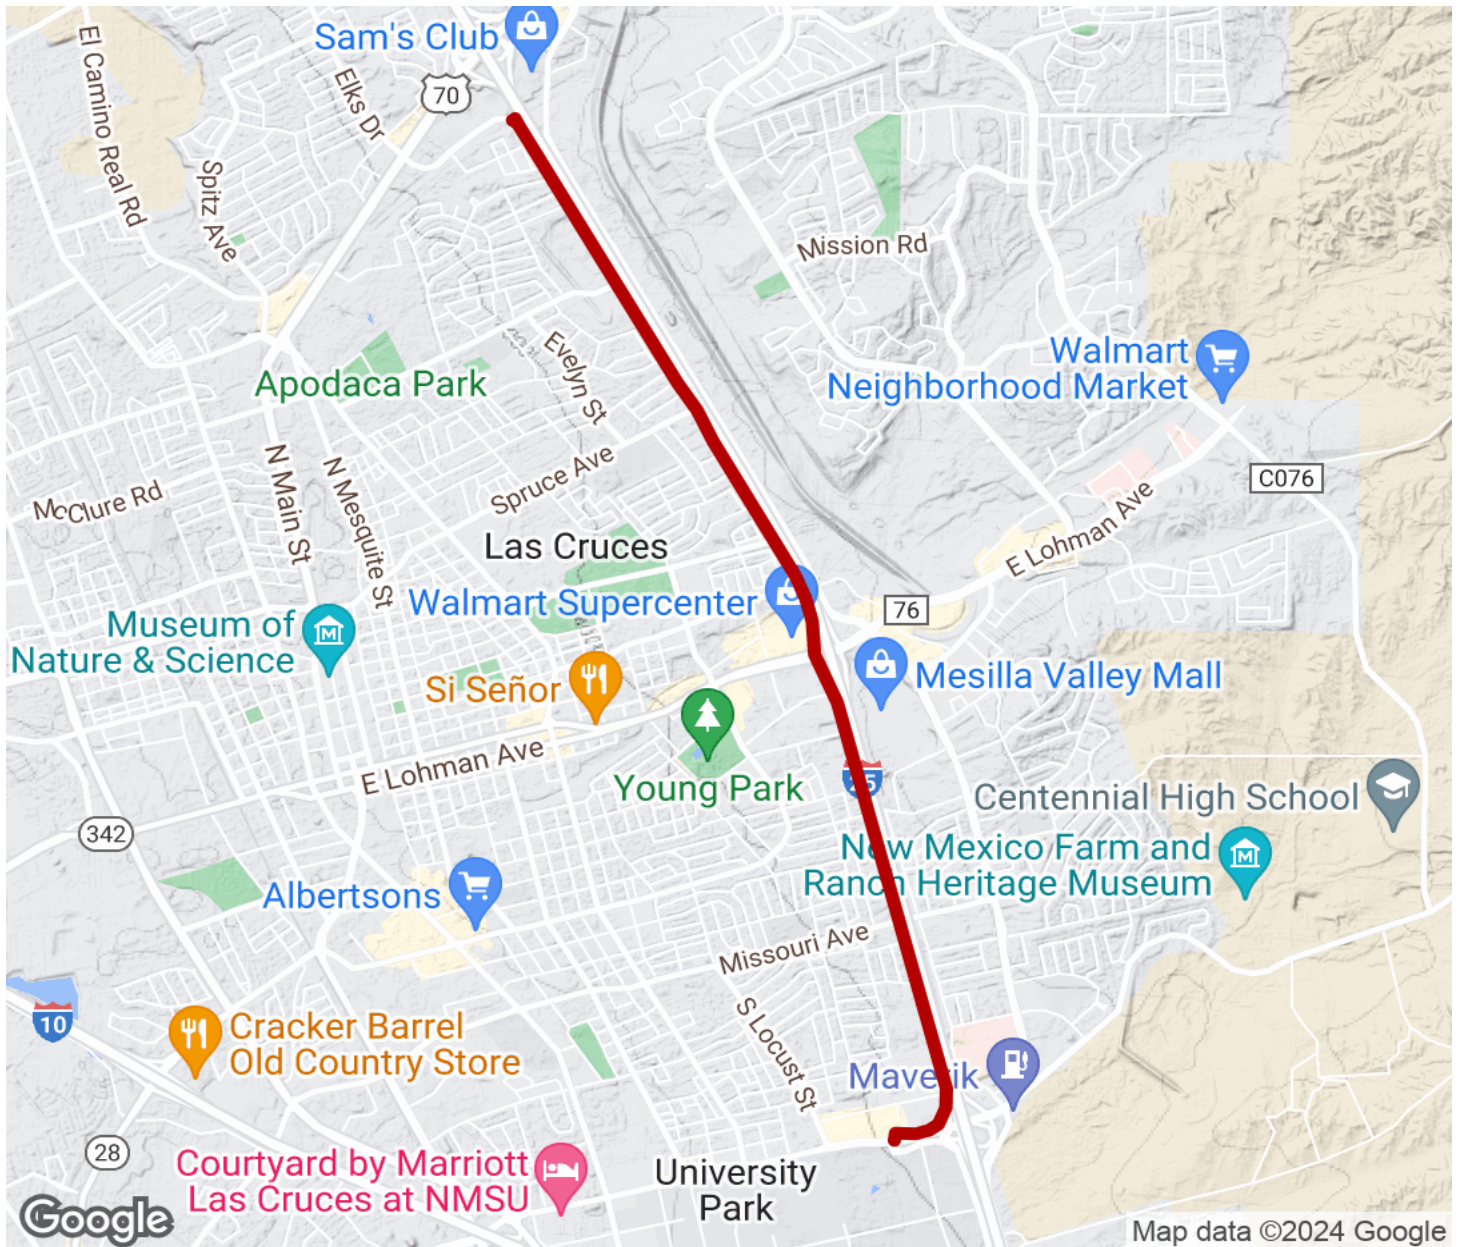 Sam's Club
El Camino Real Rd
Elks Dr
70
Spitz Ave
Mission Rd
Evelyn St
Walmart
Neighborhood Market
Apodaca Park
N Main St
N Mesquite St
Spruce Ave
McClure Rd
C076
E Lohman Ave
Las Cruces
Walmart Supercenter
76
Museum of
Nature & Science
Si Señor
Mesilla Valley Mall
E Lohman Ave
Young Park
25
Centennial High School
342
New Mexico Farm and
Ranch Heritage Museum
Albertsons
Missouri Ave
10
Cracker Barrel
Old Country Store
S Locust St
Maverik
28
Courtyard by Marriott
Las Cruces at NMSU
University
Park
Google
Map data ©2024 Google